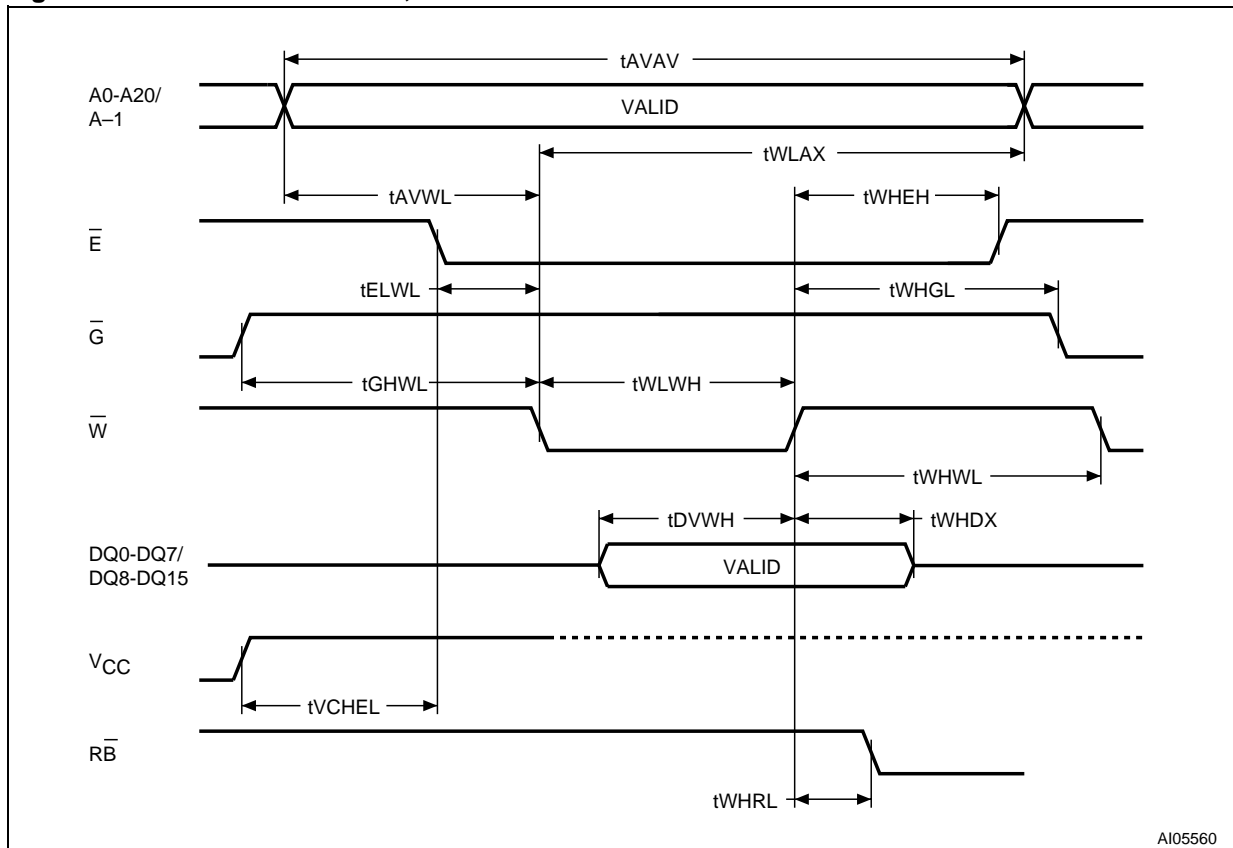 tAVAV
A0-A20/
A–1
VALID
tWLAX
tAVWL
tWHEH
E
tELWL
tWHGL
G
tGHWL
tWLWH
W
tWHWL
tDVWH
tWHDX
DQ0-DQ7/
DQ8-DQ15
VALID
VCC
tVCHEL
RB
tWHRL
AI05560